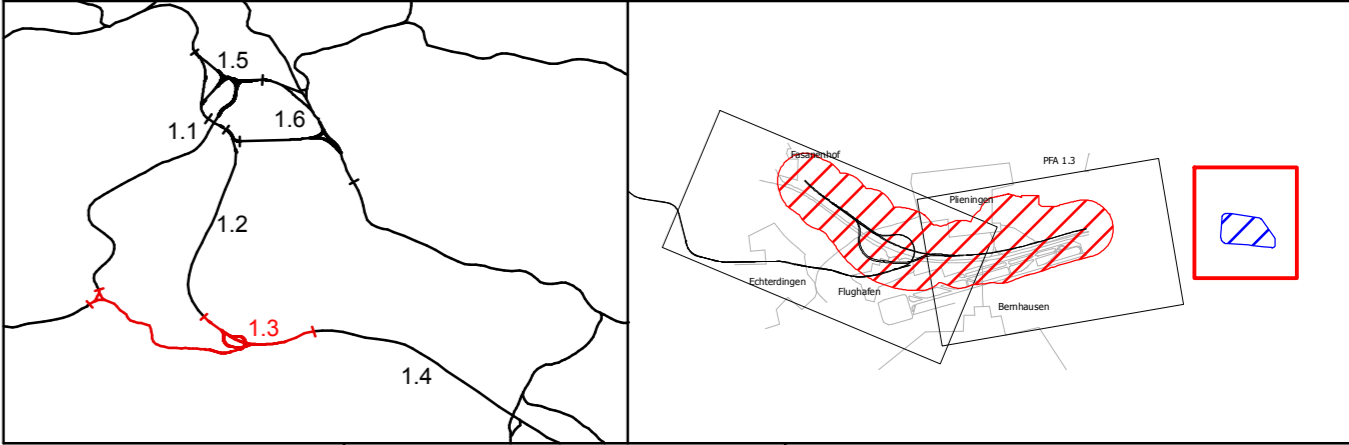 1.5
1.1
1.6
1.2
1.3
1.4
Fasanenhof
PFA 1.3
Plieningen
Echterdingen
Flughafen
Bernhausen